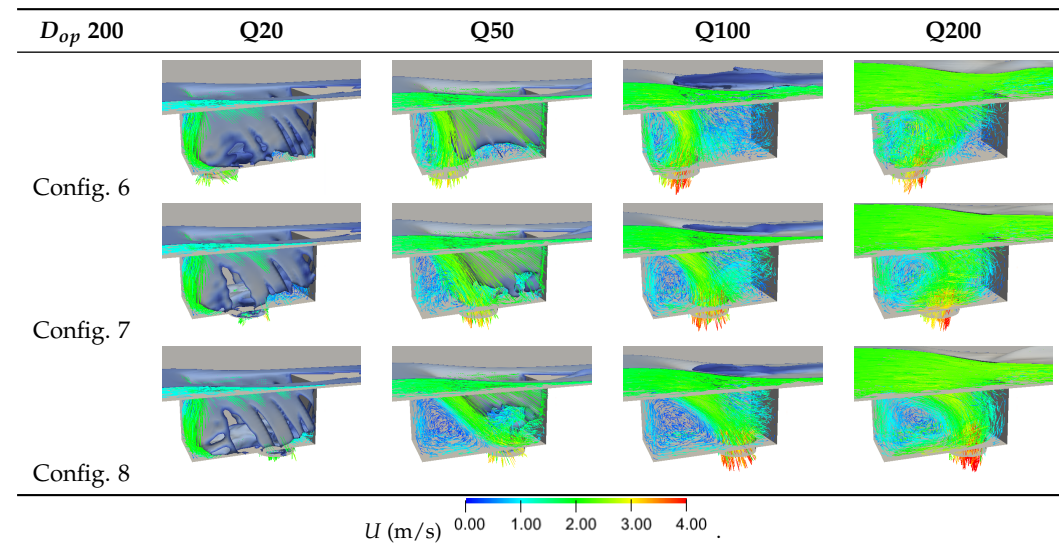 D_op 200 Q20 Q50 Q100 Q200
Config. 6
Config. 7
Config. 8
U (m/s) 0.00 1.00 2.00 3.00 4.00 .